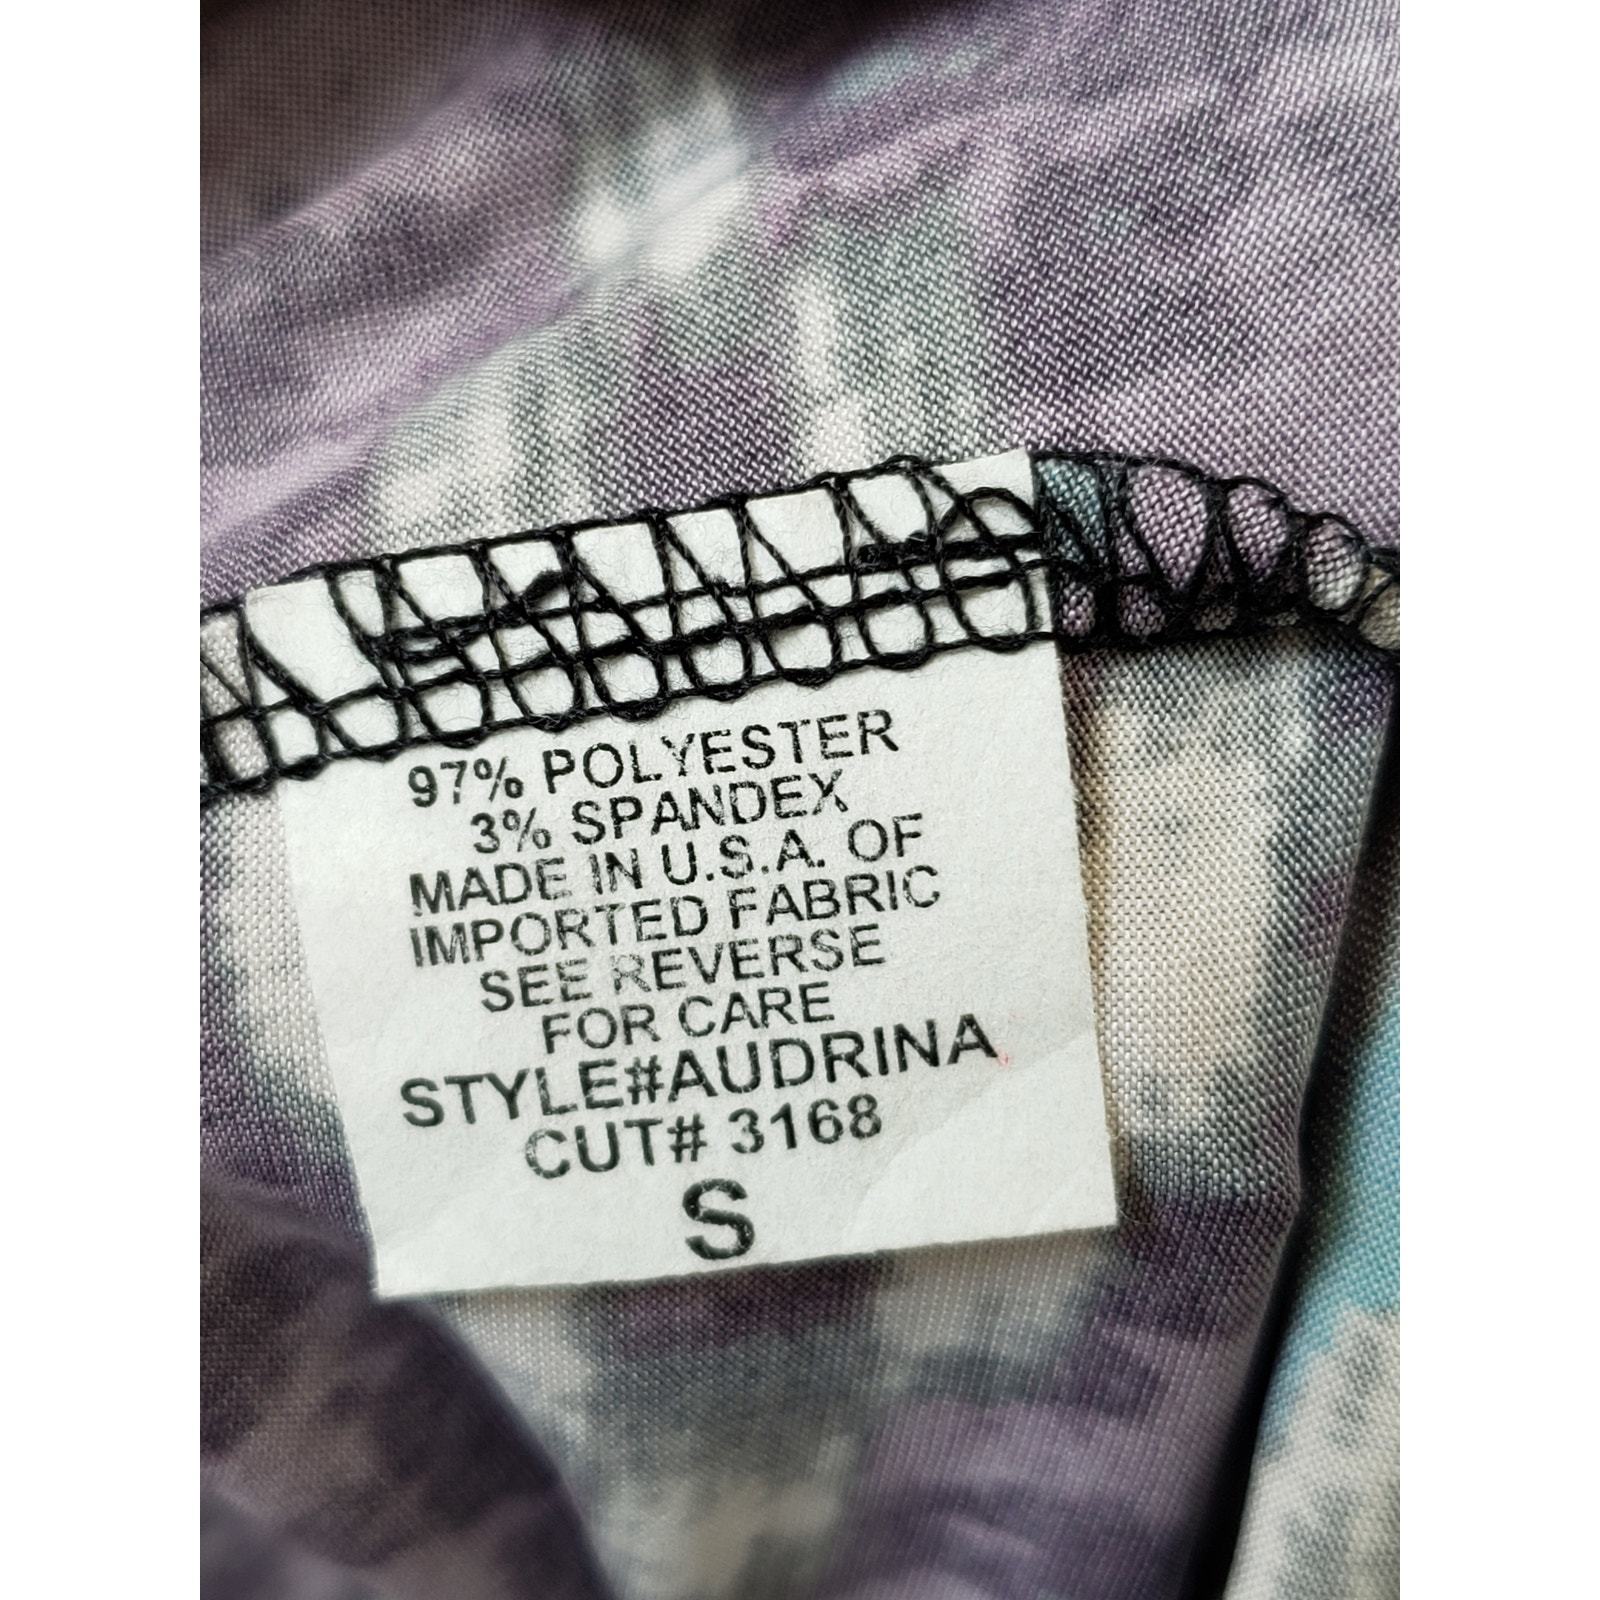 97% POLYESTER
3% SPANDEX
MADE IN U.S.A. OF
IMPORTED FABRIC
SEE REVERSE
FOR CARE
STYLE#AUDRINA
CUT# 3168
S